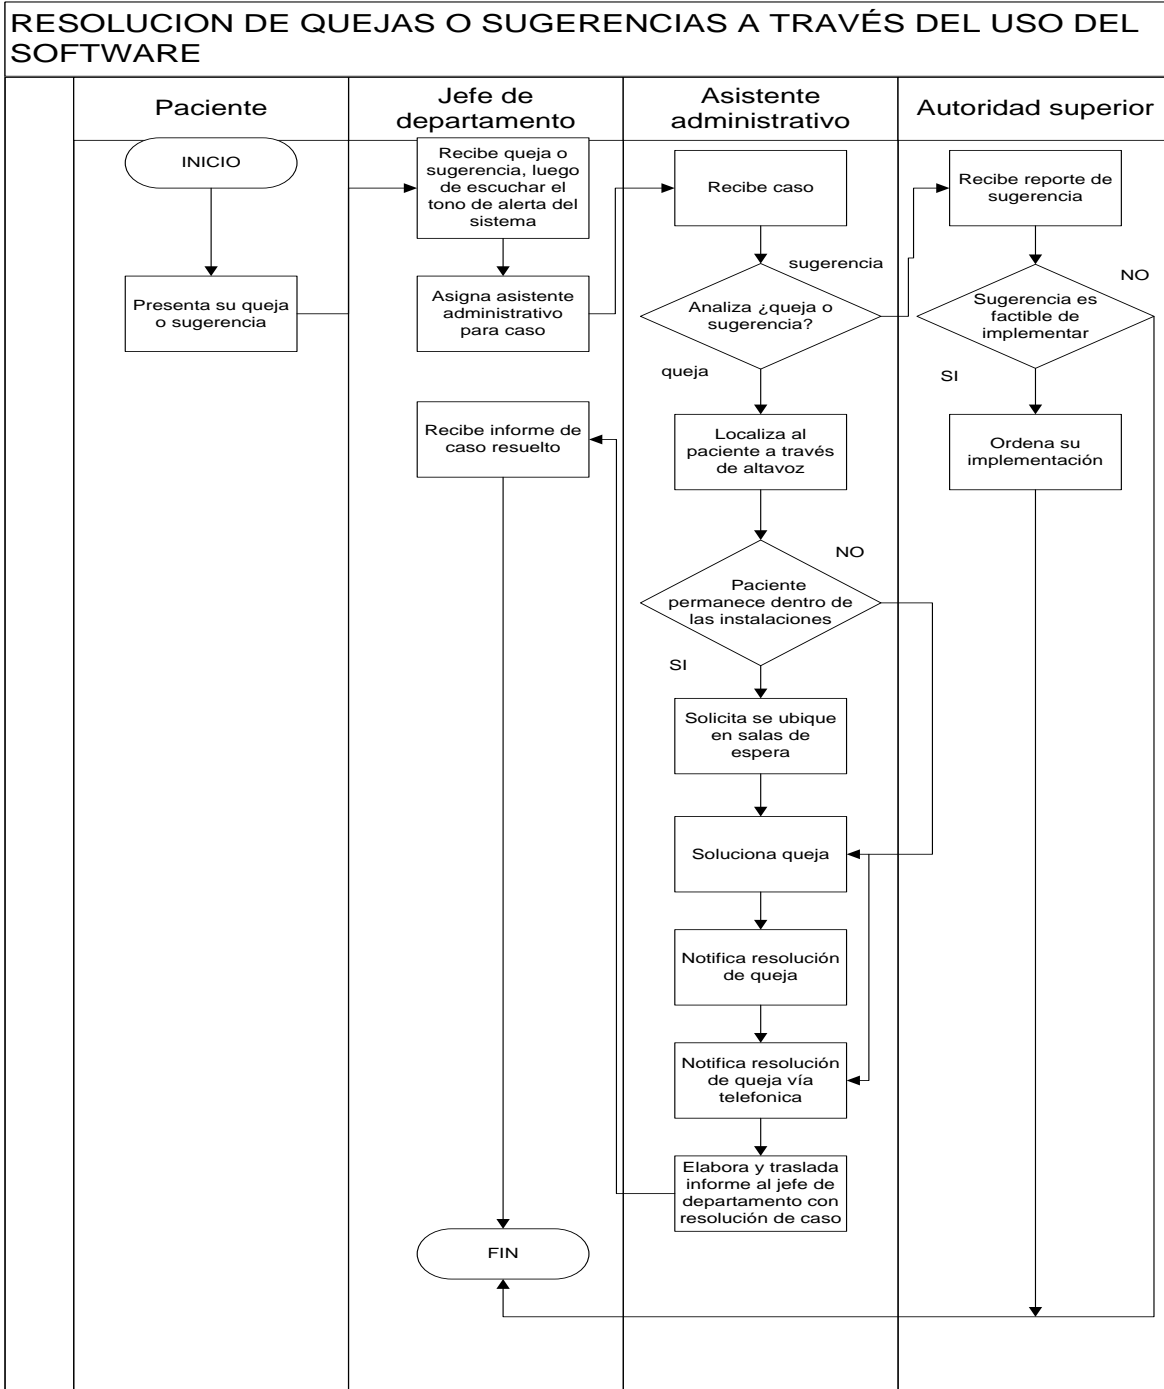 RESOLUCION DE QUEJAS O SUGERENCIAS A TRAVÉS DEL USO DEL
SOFTWARE
Paciente
Jefe de
departamento
Asistente
administrativo
Autoridad superior
INICIO
Presenta su queja
o sugerencia
Recibe queja o
sugerencia, luego
de escuchar el
tono de alerta del
sistema
Asigna asistente
administrativo
para caso
Recibe informe de
caso resuelto
FIN
Recibe caso
sugerencia
Analiza ¿queja o
sugerencia?
queja
Localiza al
paciente a través
de altavoz
NO
Paciente
permanece dentro de
las instalaciones
SI
Solicita se ubique
en salas de
espera
Soluciona queja
Notifica resolución
de queja
Notifica resolución
de queja vía
telefonica
Elabora y traslada
informe al jefe de
departamento con
resolución de caso
Recibe reporte de
sugerencia
NO
Sugerencia es
factible de
implementar
SI
Ordena su
implementación